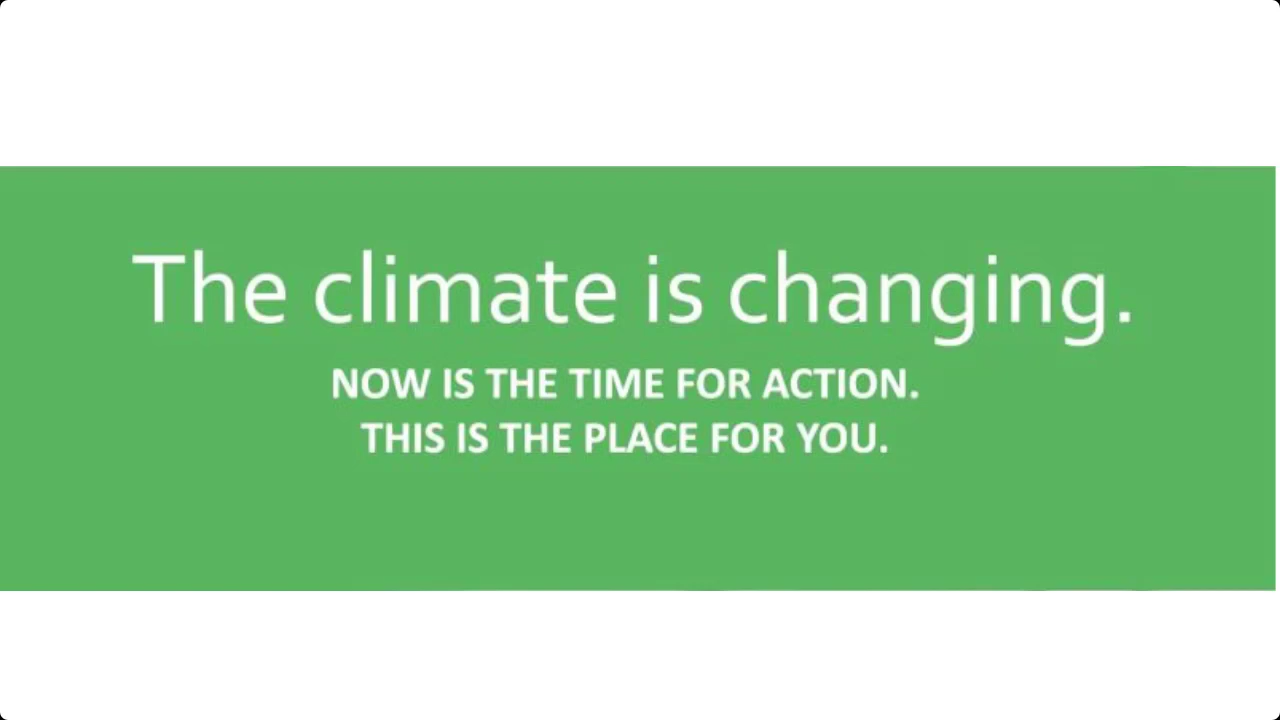 The climate is changing.
NOW IS THE TIME FOR ACTION.
THIS IS THE PLACE FOR YOU.